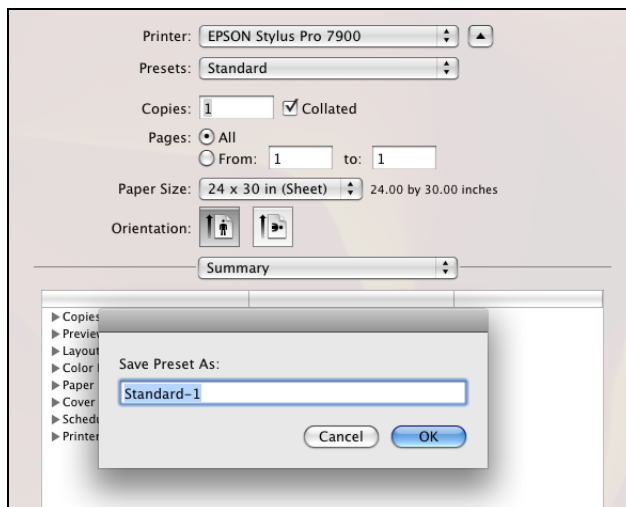 Printer: EPSON Stylus Pro 7900
Presets: Standard
Copies: 1 Collated
Pages: All
From: 1 to: 1
Paper Size: 24 x 30 in (Sheet) 24.00 by 30.00 inches
Orientation:
Summary
Copies
Preview
Layout
Color
Paper
Cover
Printer
Save Preset As:
Standard-1
Cancel OK